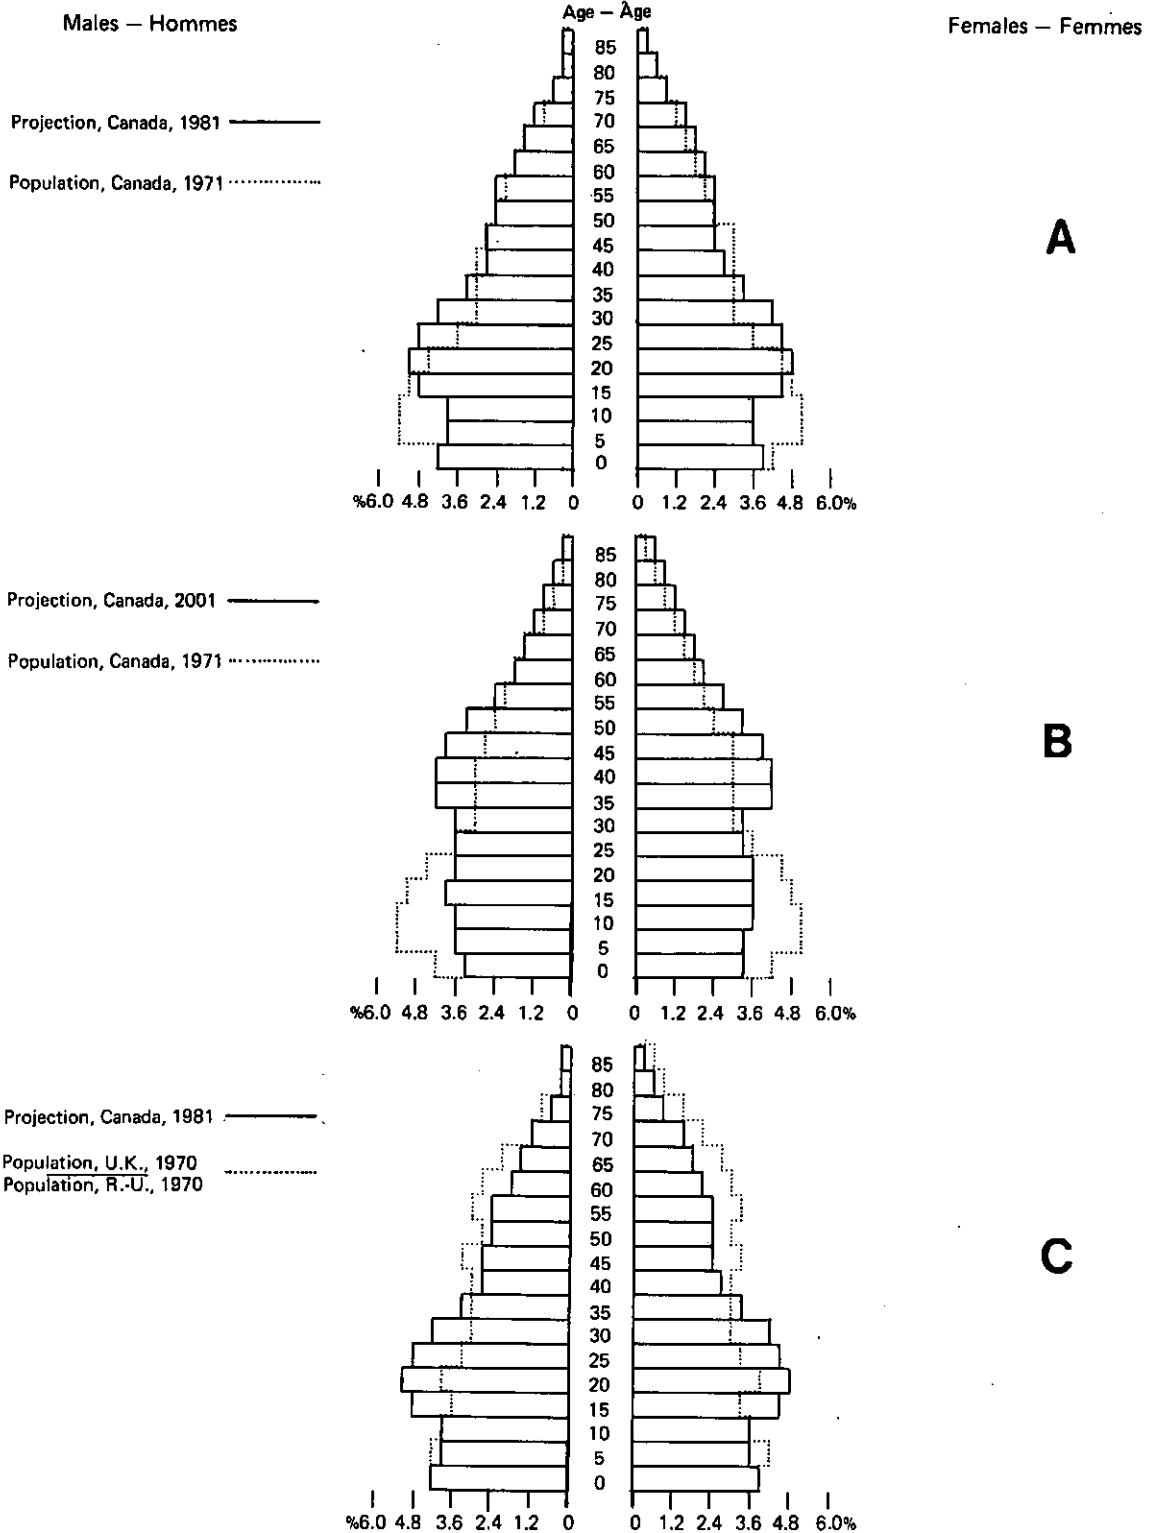 Males — Hommes
Age — Âge
Females — Femmes
Projection, Canada, 1981
Population, Canada, 1971
A
85
80
75
70
65
60
55
50
45
40
35
30
25
20
15
10
5
0
%6.0 4.8 3.6 2.4 1.2 0
0 1.2 2.4 3.6 4.8 6.0%
Projection, Canada, 2001
Population, Canada, 1971
B
85
80
75
70
65
60
55
50
45
40
35
30
25
20
15
10
5
0
%6.0 4.8 3.6 2.4 1.2 0
0 1.2 2.4 3.6 4.8 6.0%
Projection, Canada, 1981
Population, U.K., 1970
Population, R.-U., 1970
C
85
80
75
70
65
60
55
50
45
40
35
30
25
20
15
10
5
0
%6.0 4.8 3.6 2.4 1.2 0
0 1.2 2.4 3.6 4.8 6.0%